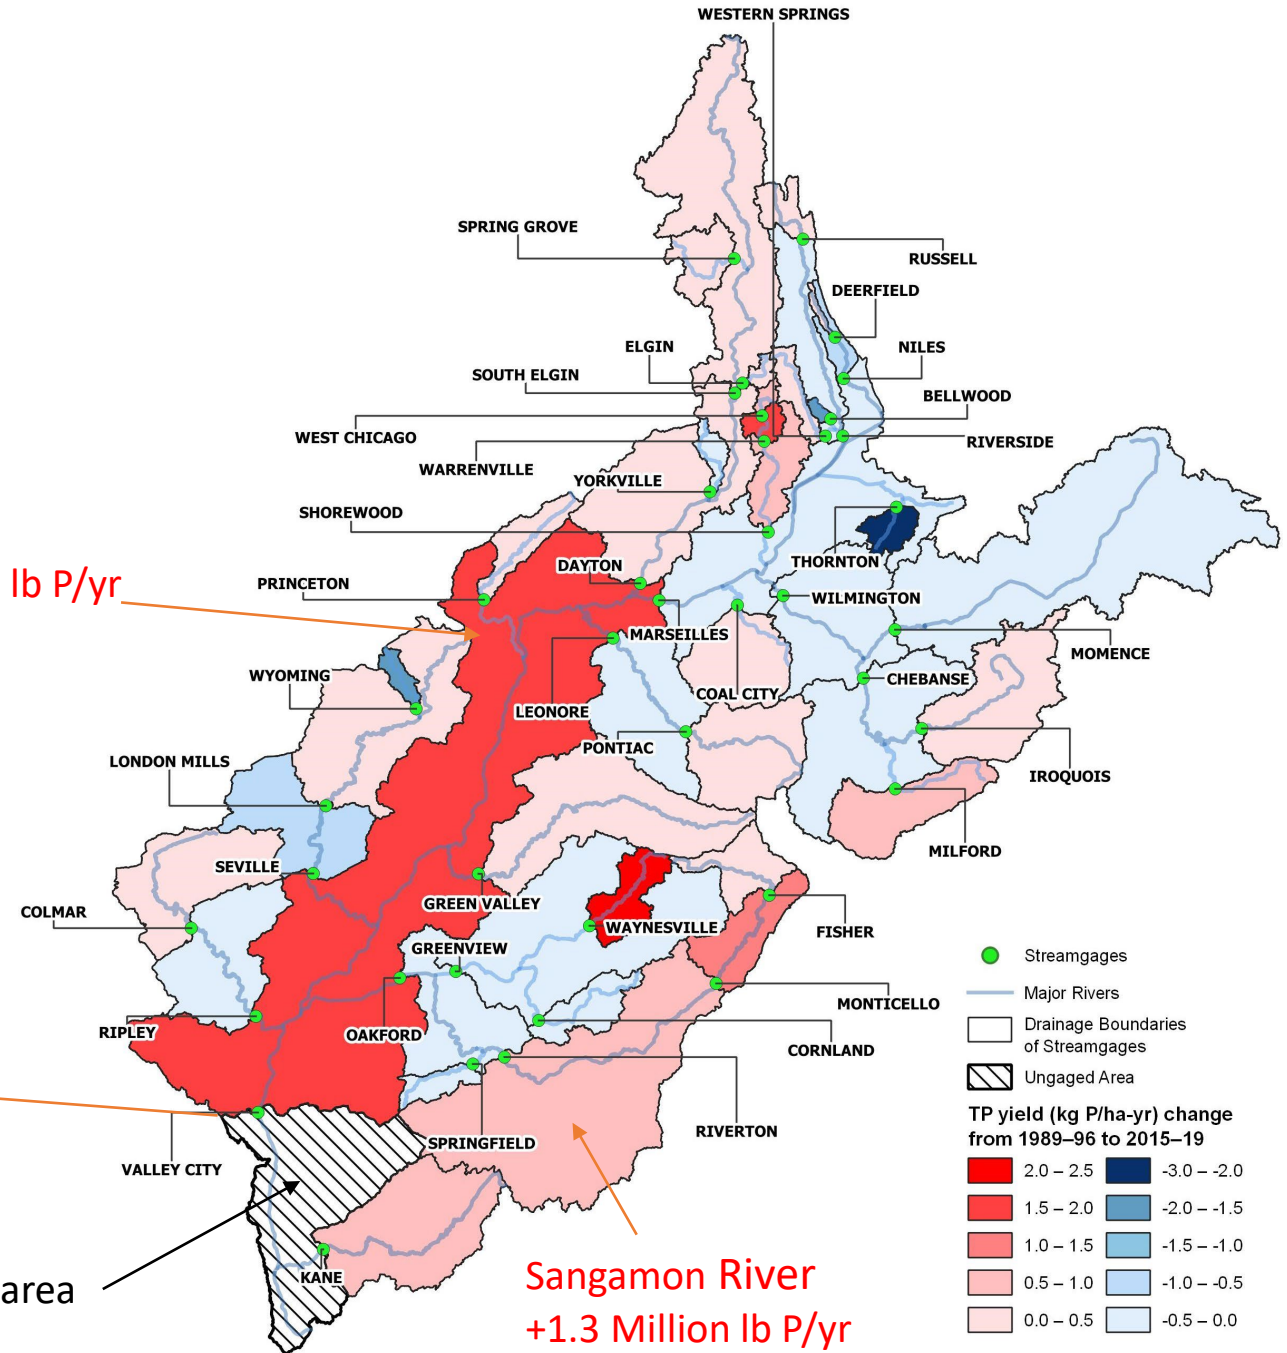 WESTERN SPRINGS
SPRING GROVE
RUSSELL
DEERFIELD
ELGIN
NILES
SOUTH ELGIN
BELLWOOD
WEST CHICAGO
RIVERSIDE
WARRENVILLE
YORKVILLE
SHOREWOOD
DAYTON
THORNTON
lb P/yr
PRINCETON
WILMINGTON
MARSEILLES
MOMENCE
WYOMING
CHEBANSE
COAL CITY
LEONORE
PONTIAC
LONDON MILLS
IROQUOIS
MILFORD
SEVILLE
GREEN VALLEY
COLMAR
WAYNESVILLE
FISHER
GREENVIEW
MONTICELLO
RIPLEY
OAKFORD
CORNLAND
RIVERTON
SPRINGFIELD
VALLEY CITY
KANE
area
Sangamon River
+1.3 Million lb P/yr
Streamgages
Major Rivers
Drainage Boundaries
of Streamgages
Ungaged Area
TP yield (kg P/ha-yr) change
from 1989–96 to 2015–19
2.0 – 2.5 -3.0 – -2.0
1.5 – 2.0 -2.0 – -1.5
1.0 – 1.5 -1.5 – -1.0
0.5 – 1.0 -1.0 – -0.5
0.0 – 0.5 -0.5 – 0.0